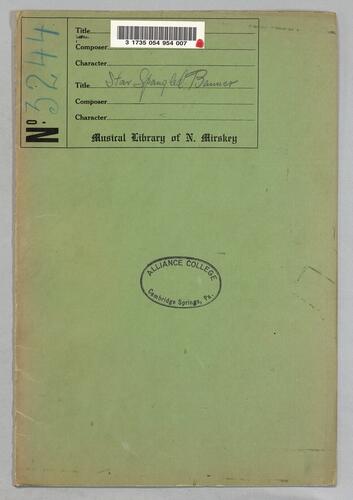 No. 3244
Title
3 1735 054 954 007
Composer
Character
Title Star Spangled Banner
Composer
Character
Musical Library of N. Mirskey
ALLIANCE COLLEGE
Cambridge Springs, Pa.